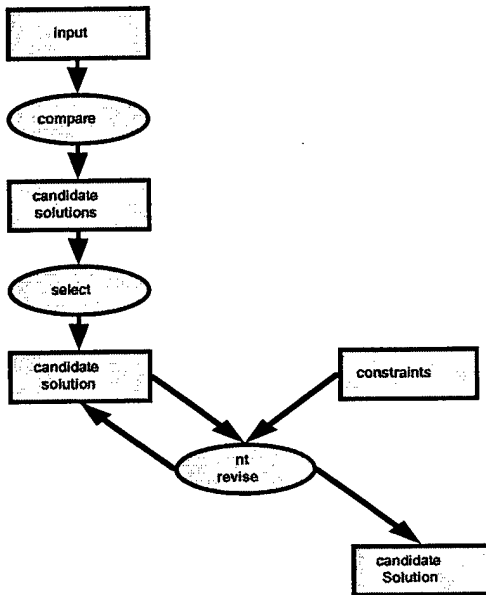 input
compare
candidate
solutions
select
candidate
solution
constraints
nt
revise
candidate
Solution